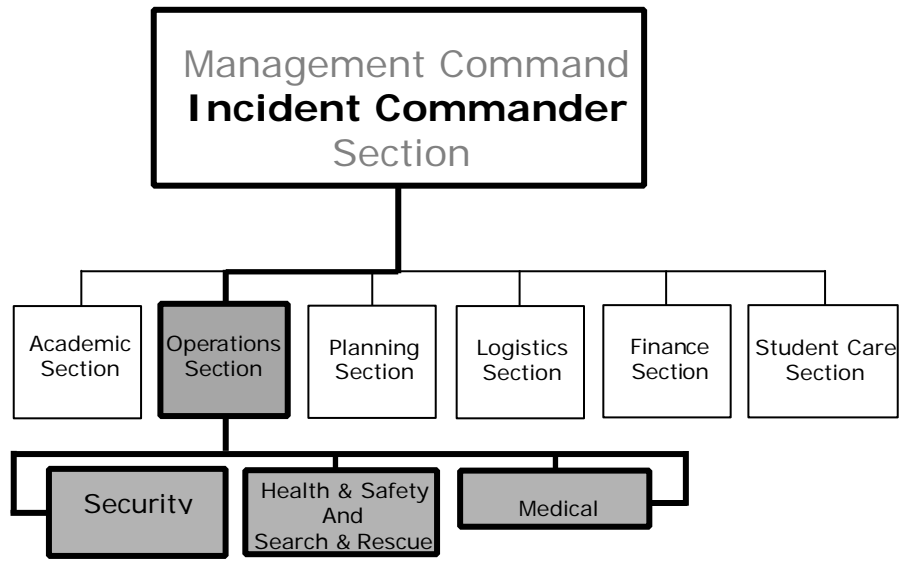 Management Command
Incident Commander
Section
Academic
Section
Operations
Section
Planning
Section
Logistics
Section
Finance
Section
Student Care
Section
Security
Health & Safety
And
Search & Rescue
Medical